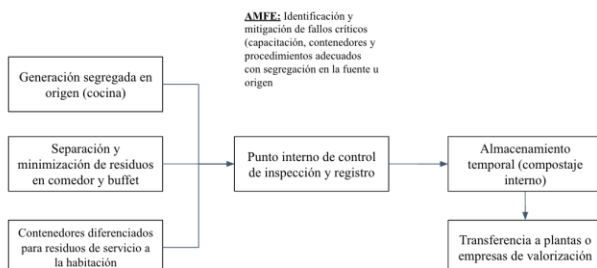 AMFE: Identificación y
mitigación de fallos críticos
(capacitación, contenedores y
procedimientos adecuados
con segregación en la fuente u
origen
Generación segregada en
origen (cocina)
Separación y
minimización de residuos
en comedor y buffet
Contenedores diferenciados
para residuos de servicio a
la habitación
Punto interno de control
de inspección y registro
Almacenamiento
temporal (compostaje
interno)
Transferencia a plantas o
empresas de valorización